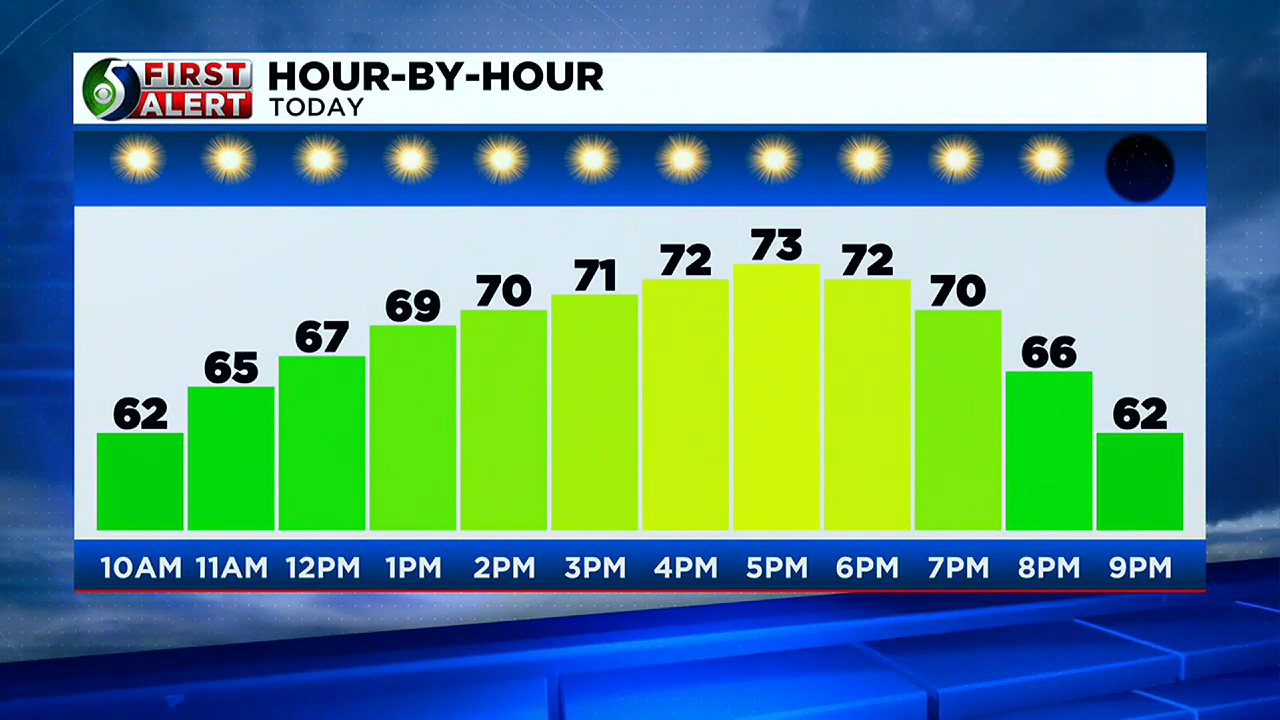 5 FIRST ALERT
HOUR-BY-HOUR
TODAY
62 65 67 69 70 71 72 73 72 70 66 62
10AM 11AM 12PM 1PM 2PM 3PM 4PM 5PM 6PM 7PM 8PM 9PM